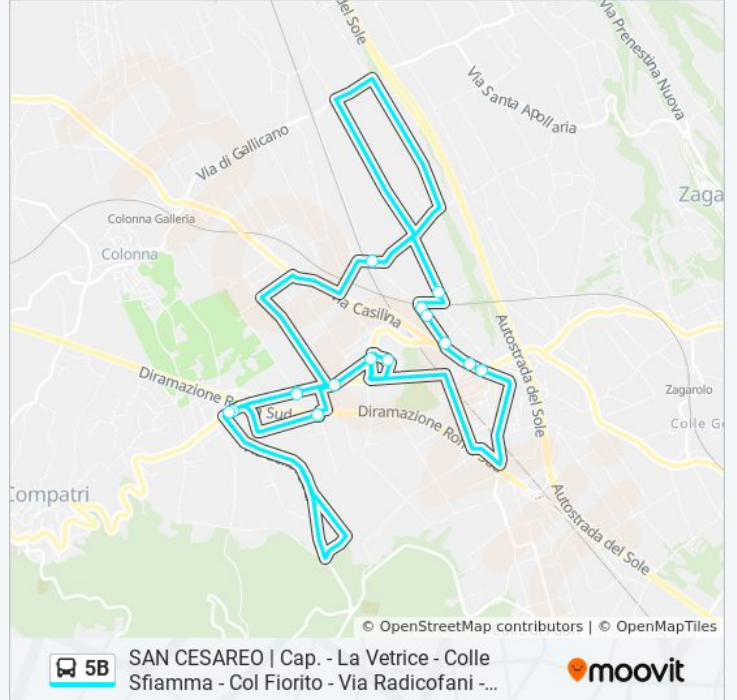 del Sole
Via Prenestina Nuova
Via Santa Apollaria
Via di Gallicano
Zaga
Colonna Galleria
Colonna
Via Casilina
Autostrada del Sole
Diramazione Roma Sud
Diramazione Roma Sud
Zagarolo
Colle G
Compatri
Autostrada del Sole
© OpenStreetMap contributors | © OpenMapTiles
5B
SAN CESAREO | Cap. - La Vetrice - Colle
Sfiamma - Col Fiorito - Via Radicofani -...
moovit